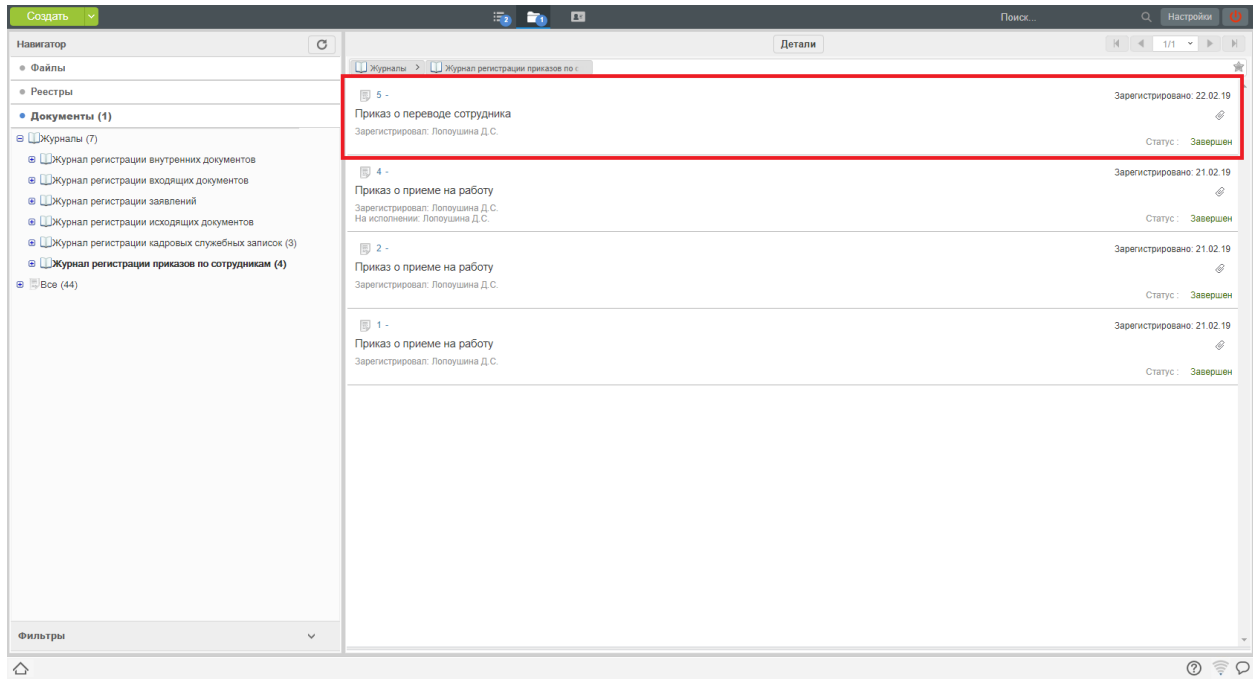 Создать
2
1
Поиск...
Настройки
Навигатор
Файлы
Реестры
Документы (1)
Журналы (7)
Журнал регистрации внутренних документов
Журнал регистрации входящих документов
Журнал регистрации заявлений
Журнал регистрации исходящих документов
Журнал регистрации кадровых служебных записок (3)
Журнал регистрации приказов по сотрудникам (4)
Все (44)
Фильтры
Детали
1/1
Журналы > Журнал регистрации приказов по с
5 -
Зарегистрировано: 22.02.19
Приказ о переводе сотрудника
Зарегистрировал: Лопоушина Д.С.
Статус : Завершен
4 -
Зарегистрировано: 21.02.19
Приказ о приеме на работу
Зарегистрировал: Лопоушина Д.С.
На исполнении: Лопоушина Д.С.
Статус : Завершен
2 -
Зарегистрировано: 21.02.19
Приказ о приеме на работу
Зарегистрировал: Лопоушина Д.С.
Статус : Завершен
1 -
Зарегистрировано: 21.02.19
Приказ о приеме на работу
Зарегистрировал: Лопоушина Д.С.
Статус : Завершен